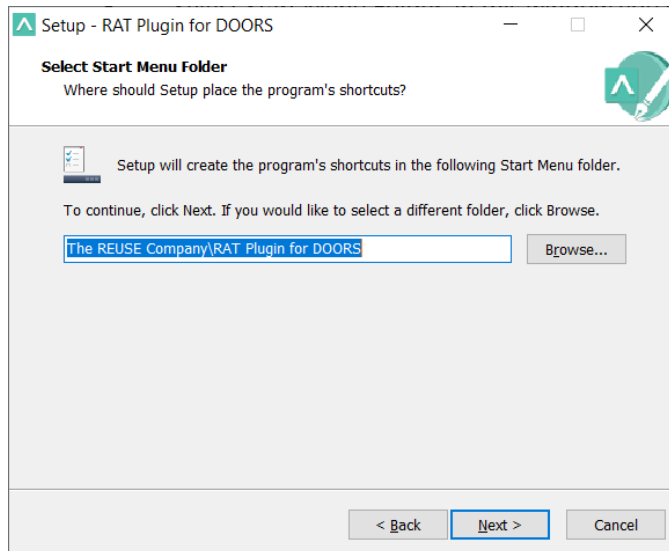 Setup - RAT Plugin for DOORS
Select Start Menu Folder
Where should Setup place the program's shortcuts?
Setup will create the program's shortcuts in the following Start Menu folder.
To continue, click Next. If you would like to select a different folder, click Browse.
The REUSE Company\RAT Plugin for DOORS
Browse...
< Back
Next >
Cancel